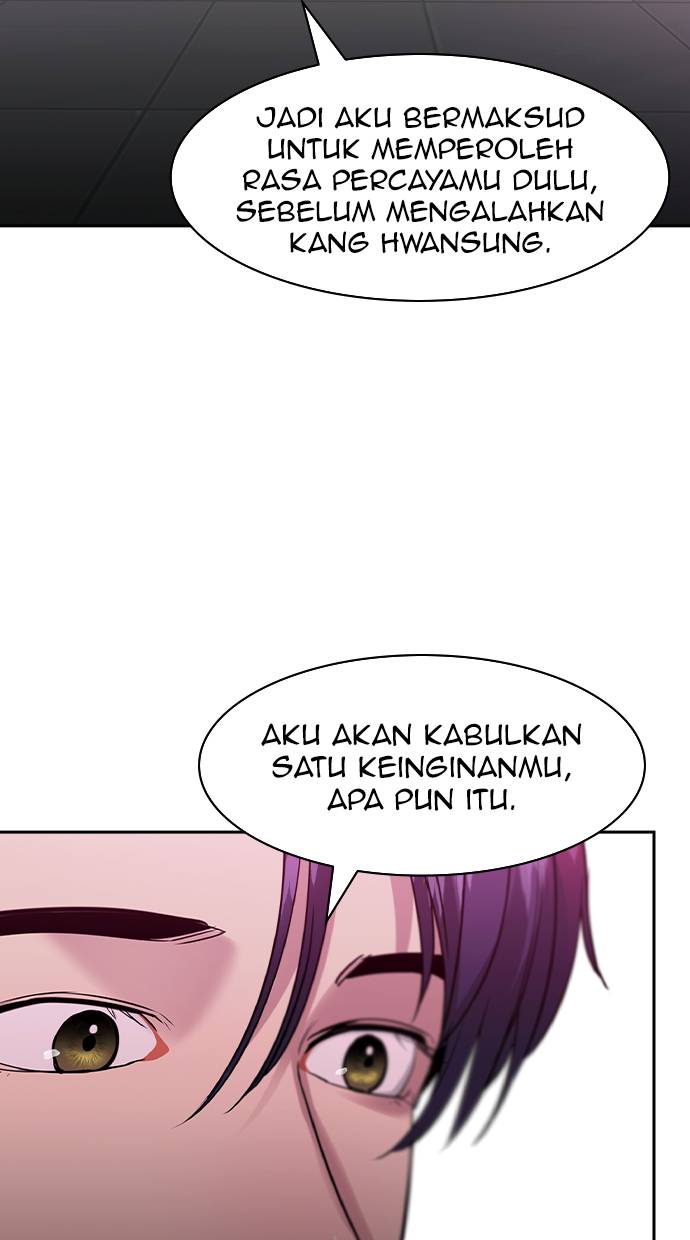 JADI AKU BERMAKSUD
UNTUK MEMPEROLEH
RASA PERCAYAMU DULU,
SEBELUM MENGALAHKAN
KANG HWANSUNG.
AKU AKAN KABULKAN
SATU KEINGINANMU,
APA PUN ITU.